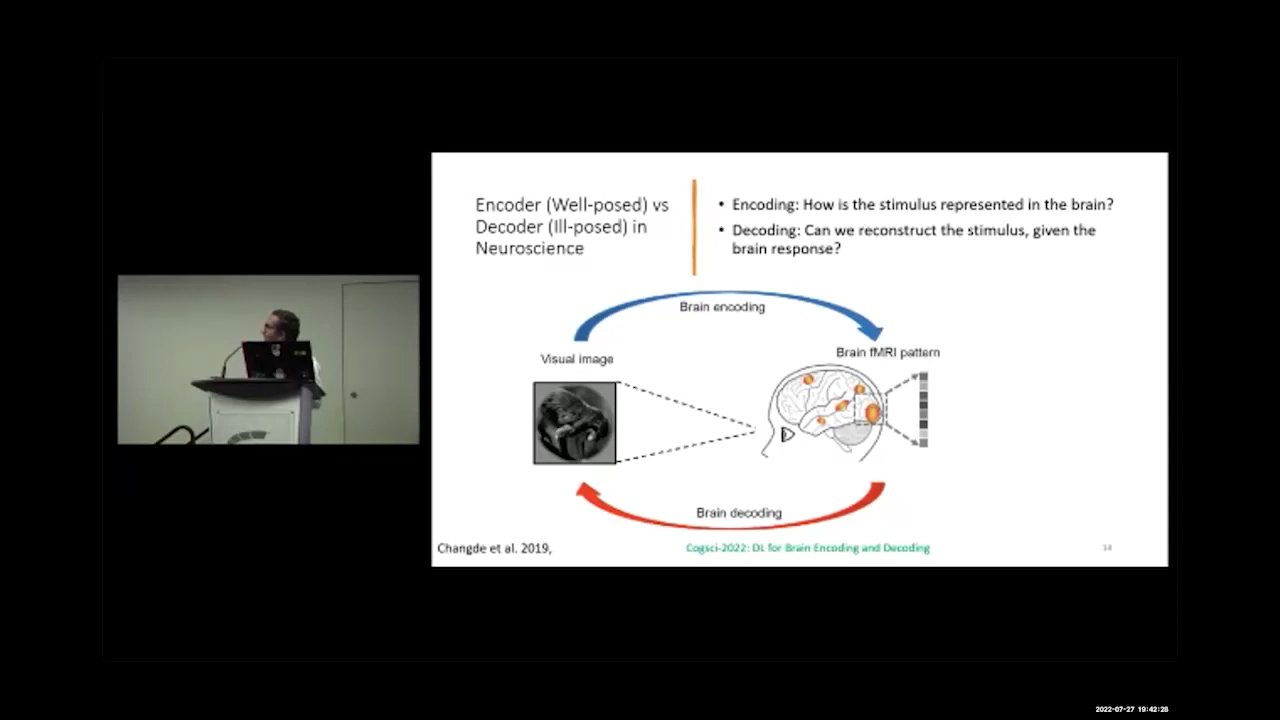 Encoder (Well-posed) vs
Decoder (Ill-posed) in
Neuroscience
• Encoding: How is the stimulus represented in the brain?
• Decoding: Can we reconstruct the stimulus, given the
brain response?
Brain encoding
Visual image
Brain fMRI pattern
Brain decoding
Changde et al. 2019,
Cogsci-2022: DL for Brain Encoding and Decoding
14
2022-07-27 19:42:28